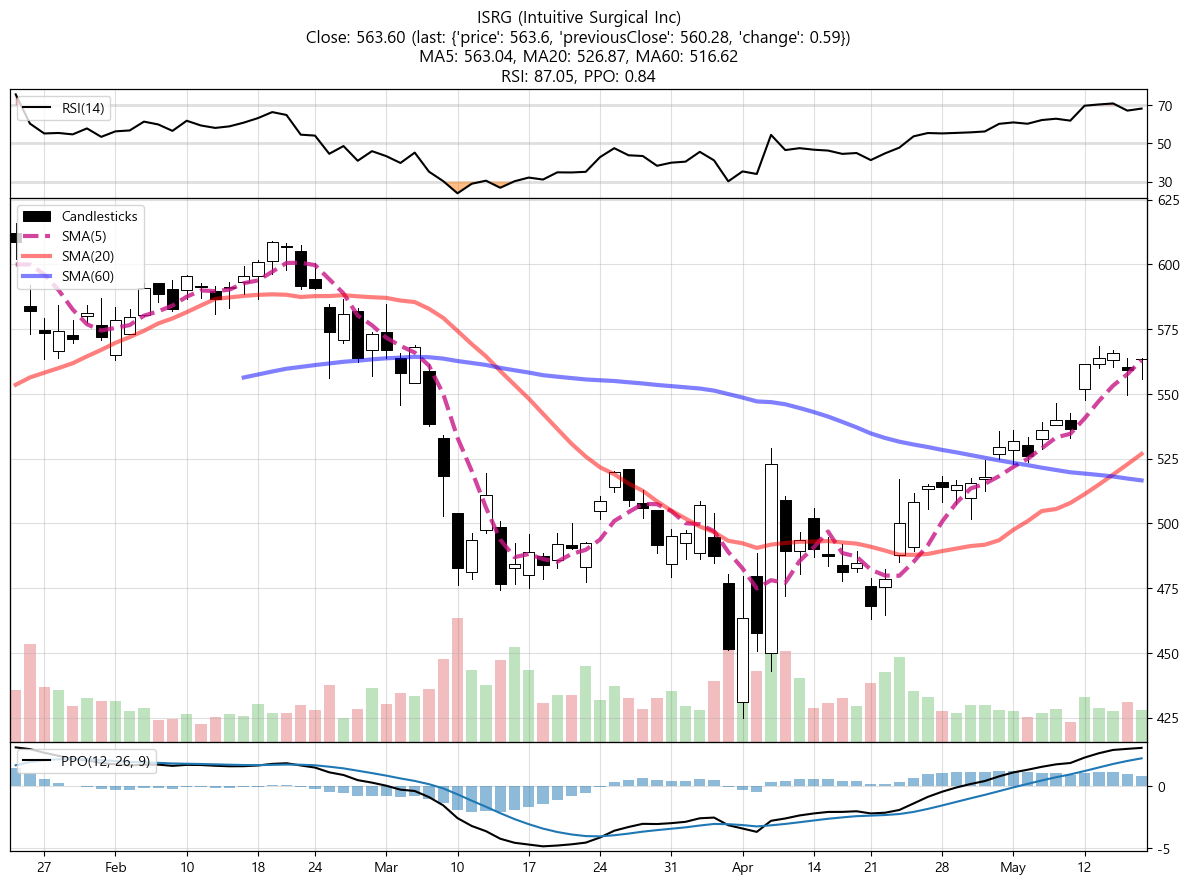 ISRG (Intuitive Surgical Inc)
Close: 563.60 (last: {'price': 563.6, 'previousClose': 560.28, 'change': 0.59})
MA5: 563.04, MA20: 526.87, MA60: 516.62
RSI: 87.05, PPO: 0.84
RSI(14)
70
50
30
Candlesticks
SMA(5)
SMA(20)
SMA(60)
625
600
575
550
525
500
475
450
425
PPO(12, 26, 9)
0
-5
27 Feb 10 18 24 Mar 10 17 24 31 Apr 14 21 28 May 12